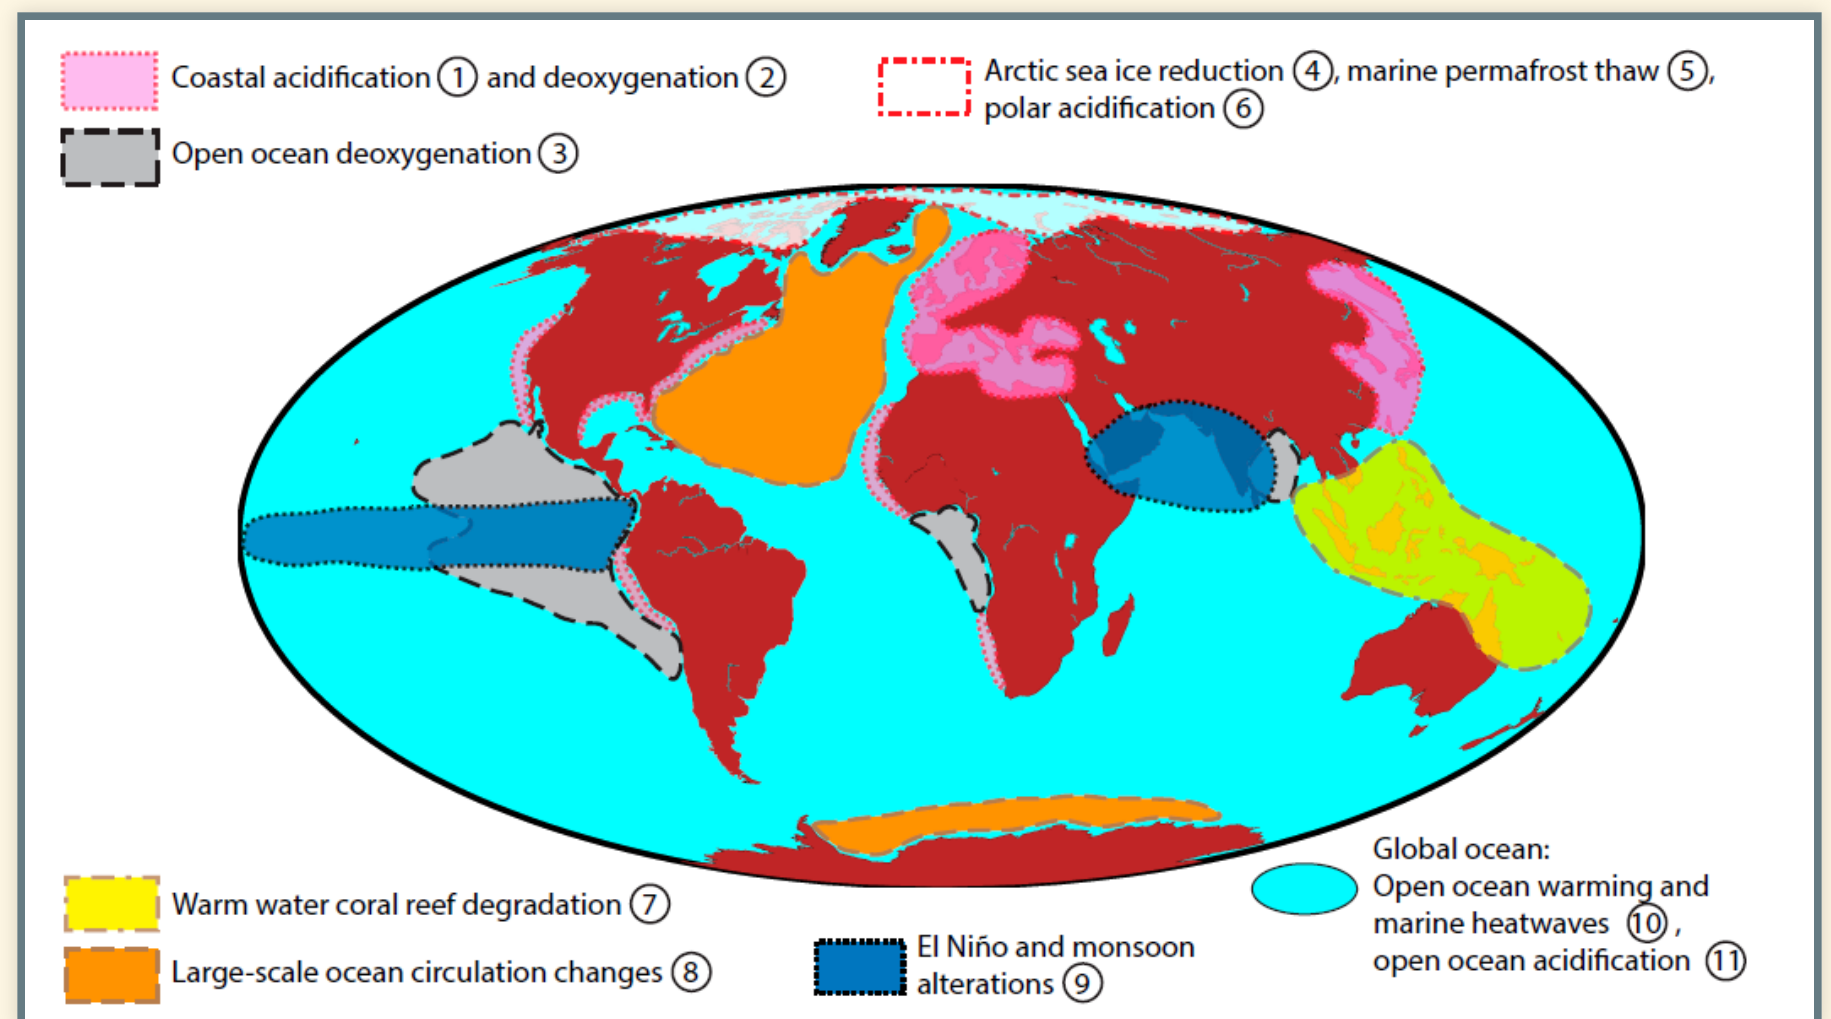 Coastal acidification ① and deoxygenation ②
Open ocean deoxygenation ③
Arctic sea ice reduction ④, marine permafrost thaw ⑤,
polar acidification ⑥
Warm water coral reef degradation ⑦
Large-scale ocean circulation changes ⑧
El Niño and monsoon
alterations ⑨
Global ocean:
Open ocean warming and
marine heatwaves ⑩ ,
open ocean acidification ⑪